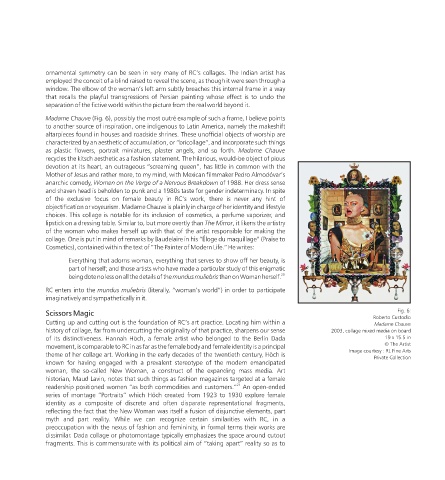 ornamental symmetry can be seen in very many of RC's collages. The Indian artist has
employed the conceit of a blind raised to reveal the scene, as though it were seen through a
window. The elbow of the woman's left arm subtly breaches this internal frame in a way
that recalls the playful transgressions of Persian painting whose effect is to undo the
separation of the fictive world within the picture from the real world beyond it.
Madame Chauve (Fig. 6), possibly the most outré example of such a frame, I believe points
to another source of inspiration, one indigenous to Latin America, namely the makeshift
altarpieces found in houses and roadside shrines. These unofficial objects of worship are
characterized by an aesthetic of accumulation, or "bricollage", and incorporate such things
as plastic flowers, portrait miniatures, plaster angels, and so forth. Madame Chauve
recycles the kitsch aesthetic as a fashion statement. The hilarious, would-be object of pious
devotion at its heart, an outrageous "screaming queen", has little in common with the
Mother of Jesus and rather more, to my mind, with Mexican filmmaker Pedro Almodóvar's
anarchic comedy, Women on the Verge of a Nervous Breakdown of 1988. Her dress sense
and shaven head is beholden to punk and a 1980s taste for gender indeterminacy. In spite
of the exclusive focus on female beauty in RC's work, there is never any hint of
objectification or voyeurism. Madame Chauve is plainly in charge of her identity and lifestyle
choices. This collage is notable for its inclusion of cosmetics, a perfume vaporizer, and
lipstick on a dressing table. Similar to, but more overtly than The Mirror, it likens the artistry
of the woman who makes herself up with that of the artist responsible for making the
collage. One is put in mind of remarks by Baudelaire in his "Éloge du maquillage" (Praise to
Cosmetics), contained within the text of "The Painter of Modern Life." He writes:
Everything that adorns woman, everything that serves to show off her beauty, is
part of herself; and those artists who have made a particular study of this enigmatic
being dote no less on all the details of the mundus muliebris than on Woman herself.
RC enters into the mundus muliebris (literally, "woman's world") in order to participate
imaginatively and sympathetically in it.
Scissors Magic
Cutting up and cutting out is the foundation of RC's art practice. Locating him within a
history of collage, far from undercutting the originality of that practice, sharpens our sense
of its distinctiveness. Hannah Höch, a female artist who belonged to the Berlin Dada
movement, is comparable to RC in as far as the female body and female identity is a principal
theme of her collage art. Working in the early decades of the twentieth century, Höch is
known for having engaged with a prevalent stereotype of the modern emancipated
woman, the so-called New Woman, a construct of the expanding mass media. Art
historian, Maud Lavin, notes that such things as fashion magazines targeted at a female
readership positioned women "as both commodities and customers." An open-ended
series of montage "Portraits" which Höch created from 1923 to 1930 explore female
identity as a composite of discrete and often disparate representational fragments,
reflecting the fact that the New Woman was itself a fusion of disjunctive elements, part
myth and part reality. While we can recognize certain similarities with RC, in a
preoccupation with the nexus of fashion and femininity, in formal terms their works are
dissimilar. Dada collage or photomontage typically emphasizes the space around cutout
fragments. This is commensurate with its political aim of "taking apart" reality so as to
Fig. 6
Roberto Custodio
Madame Chauve
2003, collage mixed media on board
19 x 15.5 in
© The Artist
Image courtesy: RL Fine Arts
Private Collection